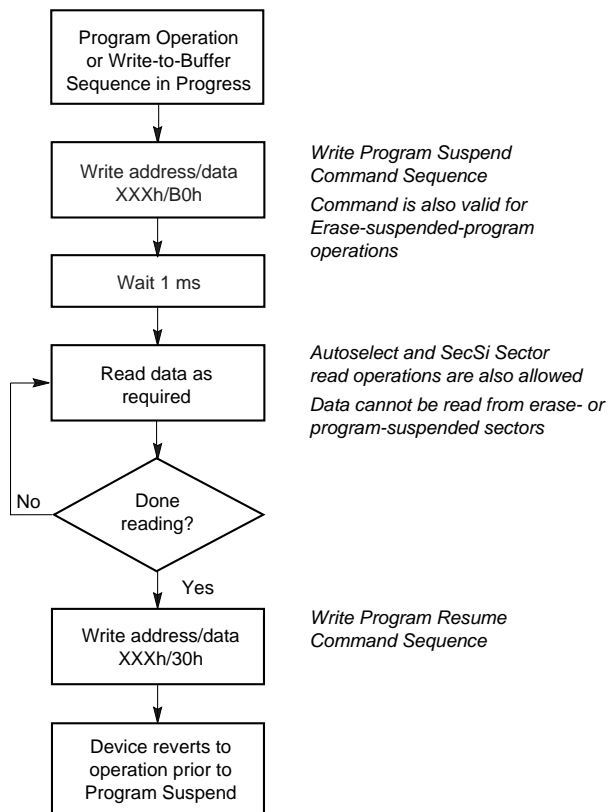 Program Operation
or Write-to-Buffer
Sequence in Progress
Write address/data
XXXh/B0h
Write Program Suspend
Command Sequence
Command is also valid for
Erase-suspended-program
operations
Wait 1 ms
Read data as
required
Autoselect and SecSi Sector
read operations are also allowed
Data cannot be read from erase- or
program-suspended sectors
No
Done
reading?
Yes
Write address/data
XXXh/30h
Write Program Resume
Command Sequence
Device reverts to
operation prior to
Program Suspend